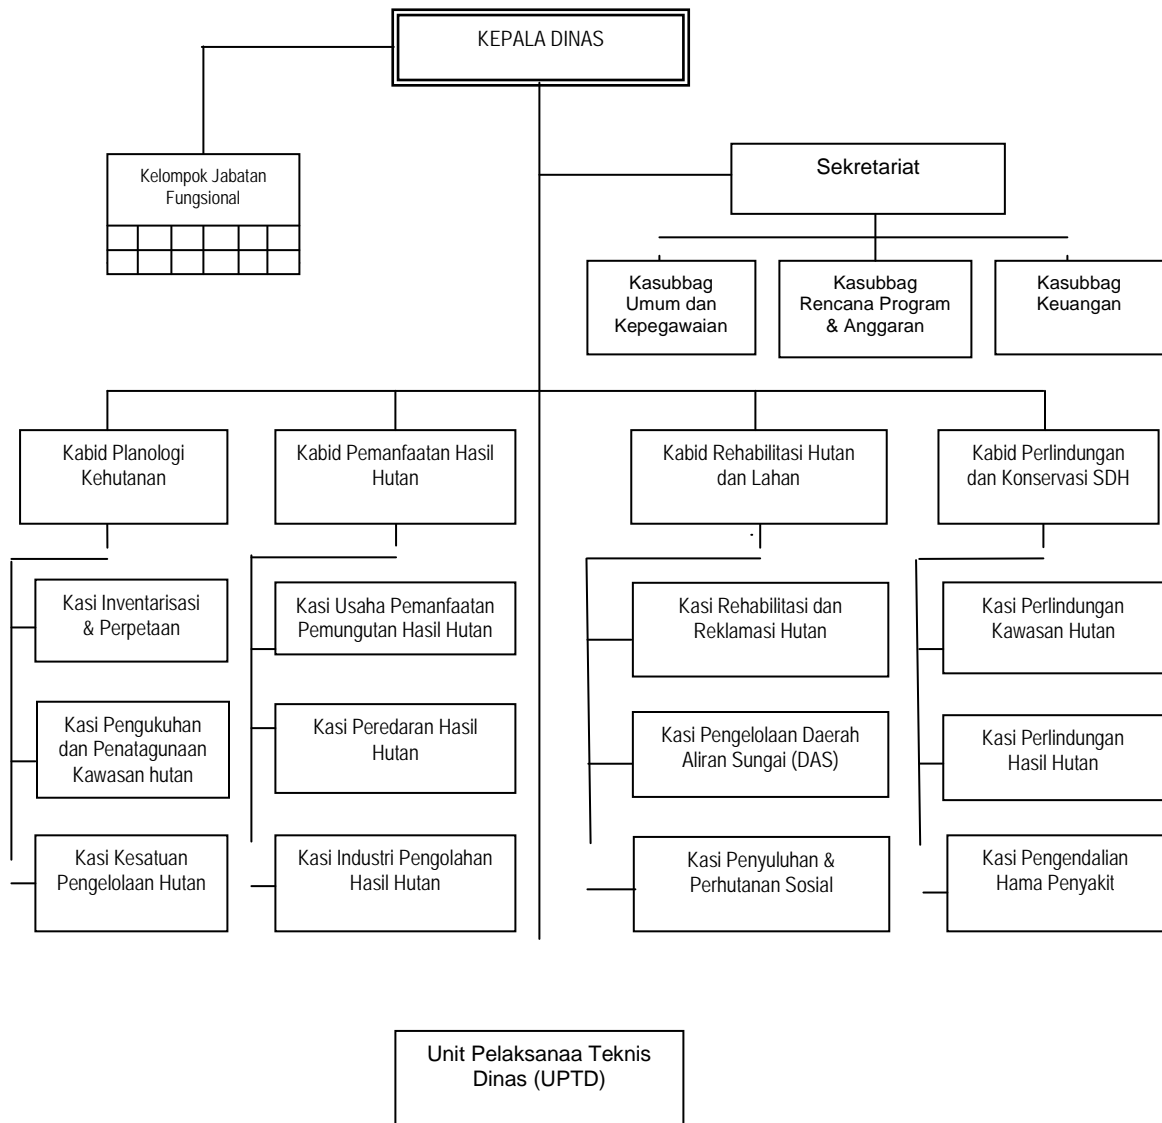 KEPALA DINAS
Kelompok Jabatan
Fungsional
Sekretariat
Kasubbag
Umum dan
Kepegawaian
Kasubbag
Rencana Program
& Anggaran
Kasubbag
Keuangan
Kabid Planologi
Kehutanan
Kabid Pemanfaatan Hasil
Hutan
Kabid Rehabilitasi Hutan
dan Lahan
Kabid Perlindungan
dan Konservasi SDH
Kasi Inventarisasi
& Perpetaan
Kasi Usaha Pemanfaatan
Pemungutan Hasil Hutan
Kasi Rehabilitasi dan
Reklamasi Hutan
Kasi Perlindungan
Kawasan Hutan
Kasi Pengukuhan
dan Penatagunaan
Kawasan hutan
Kasi Peredaran Hasil
Hutan
Kasi Pengelolaan Daerah
Aliran Sungai (DAS)
Kasi Perlindungan
Hasil Hutan
Kasi Kesatuan
Pengelolaan Hutan
Kasi Industri Pengolahan
Hasil Hutan
Kasi Penyuluhan &
Perhutanan Sosial
Kasi Pengendalian
Hama Penyakit
Unit Pelaksanaa Teknis
Dinas (UPTD)